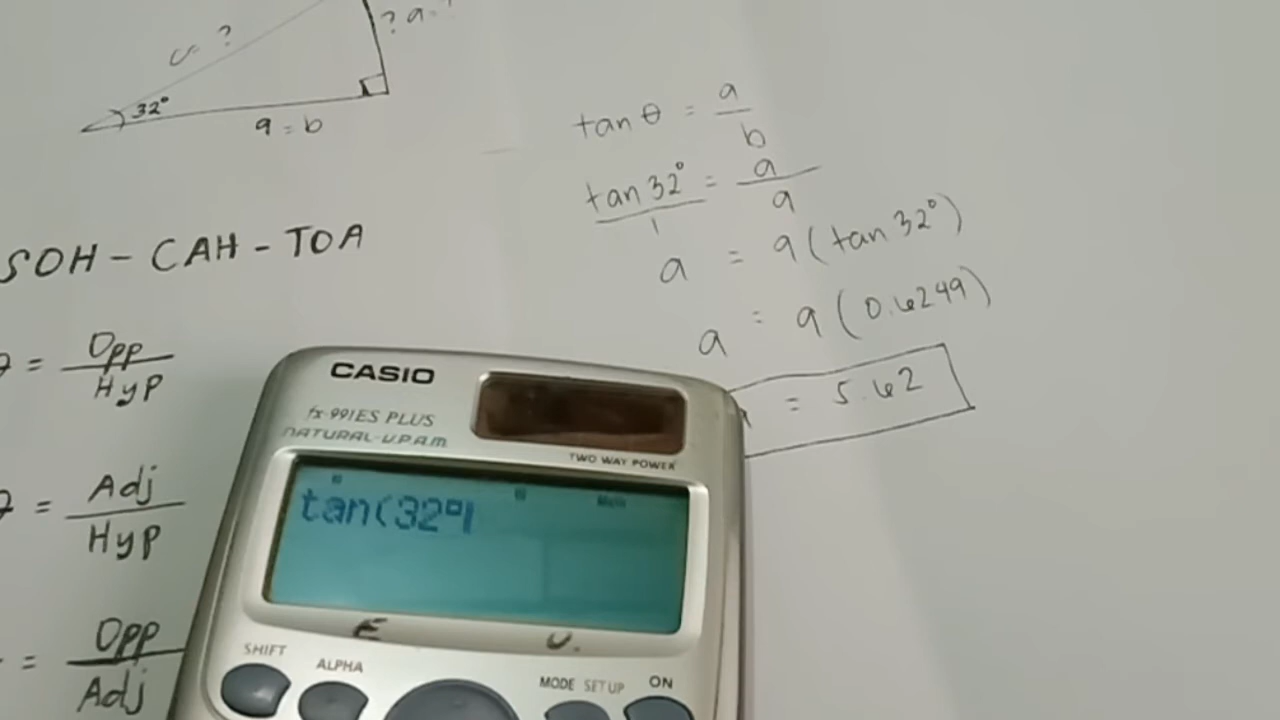 c = ?
? a = ?
32°
9 = b
tan θ = a / b
tan 32° / 1 = a / 9
a = 9 ( tan 32° )
a = 9 ( 0.6249 )
= 5.62
SOH - CAH - TOA
= Opp / Hyp
= Adj / Hyp
= Opp / Adj
CASIO
fx-991ES PLUS
NATURAL-V.P.A.M.
TWO WAY POWER
Math
tan(32°
E
U.
SHIFT
ALPHA
MODE SETUP
ON